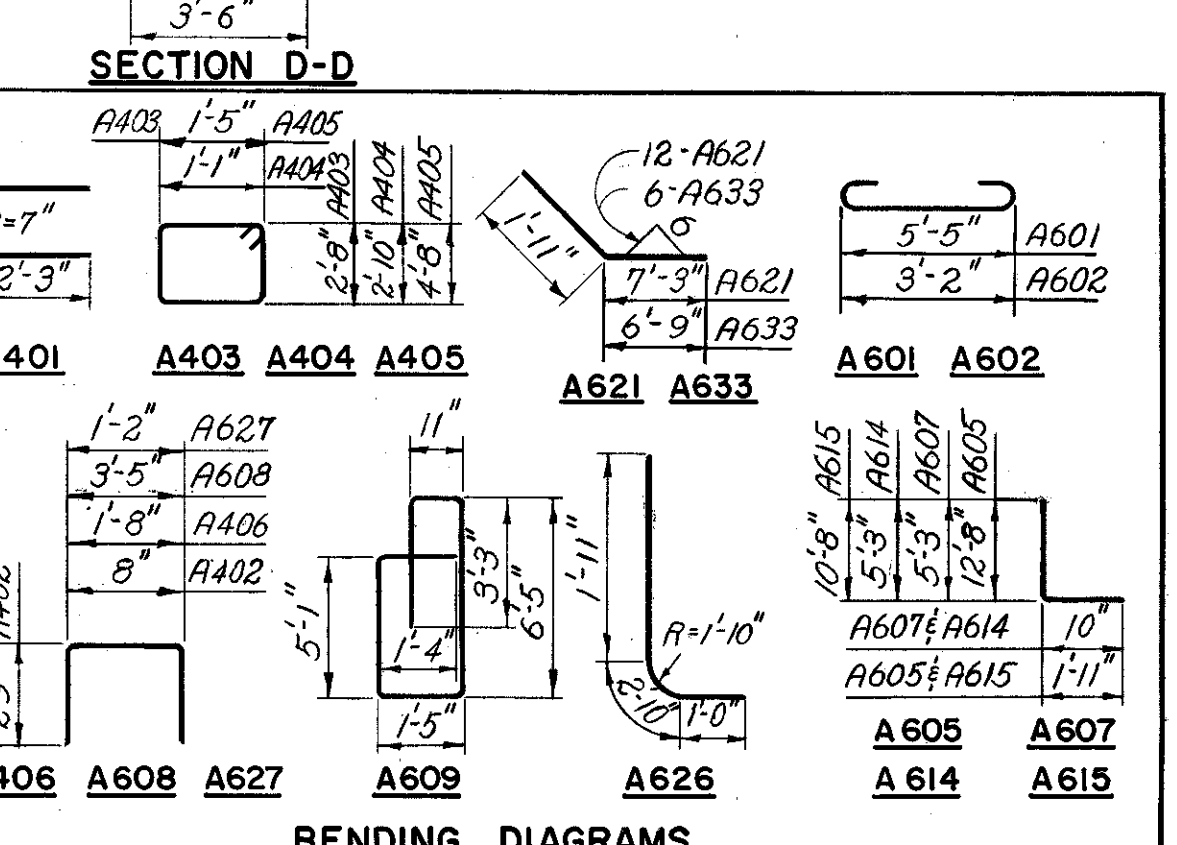 3'-6"
SECTION D-D
A403 1'-5" A405
1'-1" A404
A403
A404
A405
2'-8"
2'-10"
4'-8"
=7"
2'-3"
401
A403 A404 A405
12-A621
6-A633
6
1'-11"
7'-3" A621
6'-9" A633
A621 A633
5'-5" A601
3'-2" A602
A601 A602
1'-2" A627
3'-5" A608
1'-8" A406
8" A402
406 A608 A627
11"
5'-1"
1'-4"
3'-3"
6'-5"
1'-5"
A609
1'-11"
R=1'-10"
2'-10"
1'-0"
A626
A615
A614
A607
A605
10'-8"
5'-3"
5'-3"
12'-8"
A607 & A614 10"
A605 & A615 1'-11"
A605 A607
A614 A615
BENDING DIAGRAMS